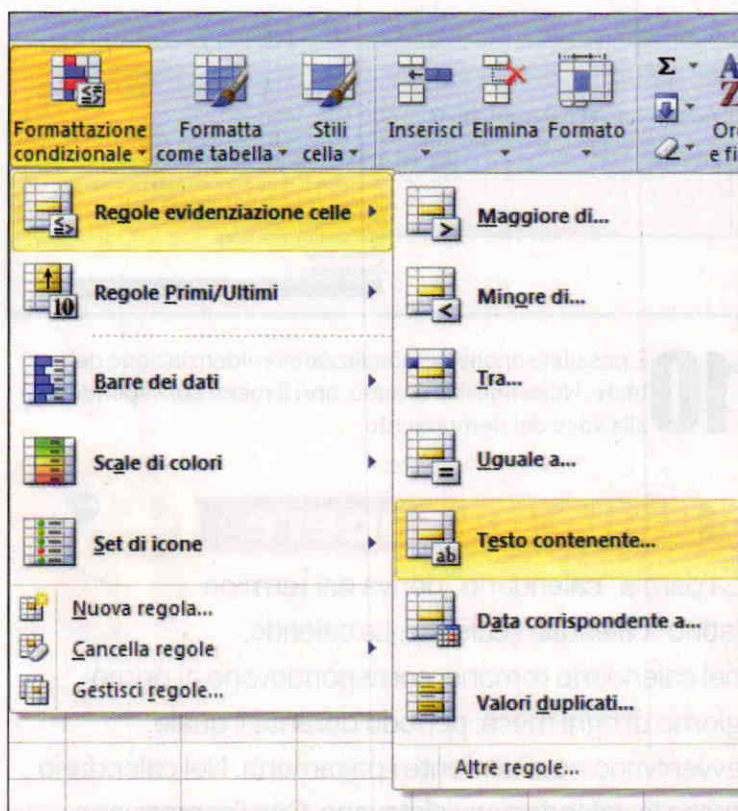 Formattazione condizionale
Formatta come tabella
Stili cella
Inserisci
Elimina
Formato
Σ
A
Z
Or
e fi
Regole evidenziazione celle
Regole Primi/Ultimi
10
Barre dei dati
Scale di colori
Set di icone
Nuova regola...
Cancella regole
Gestisci regole...
Maggiore di...
Minore di...
Tra...
Uguale a...
Testo contenente...
ab
Data corrispondente a...
Valori duplicati...
Altre regole...